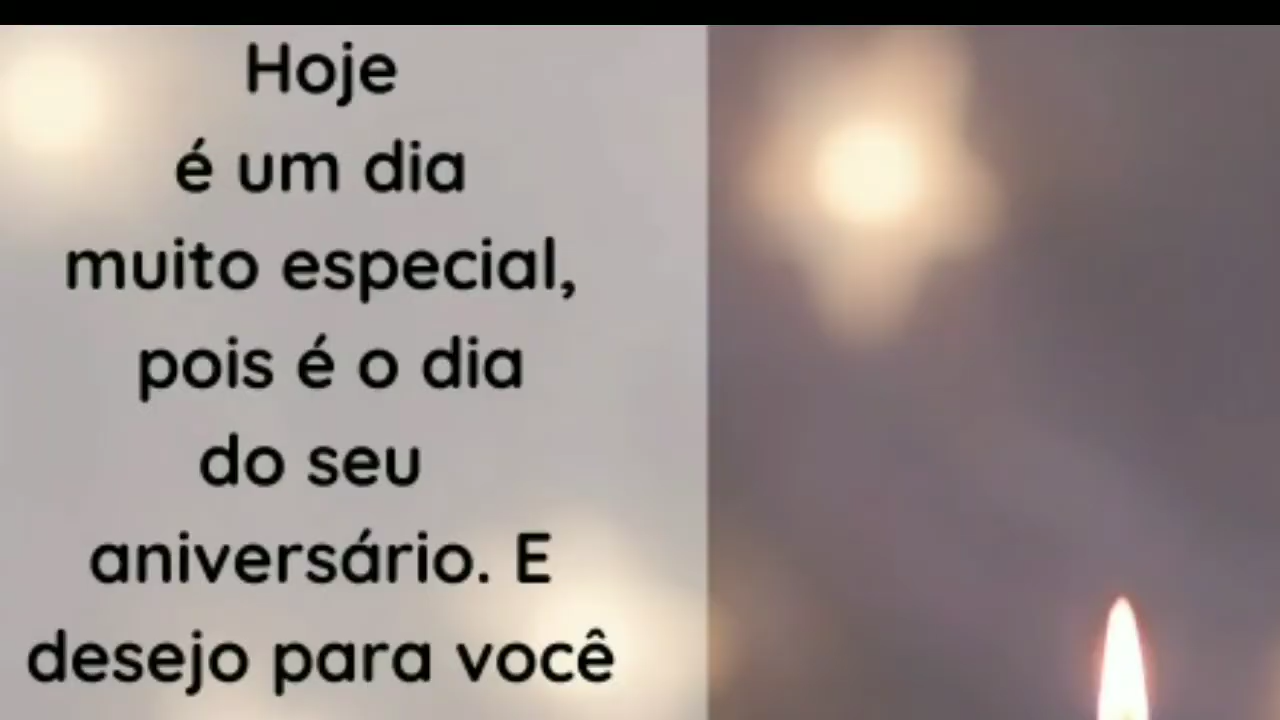 Hoje
é um dia
muito especial,
pois é o dia
do seu
aniversário. E
desejo para você